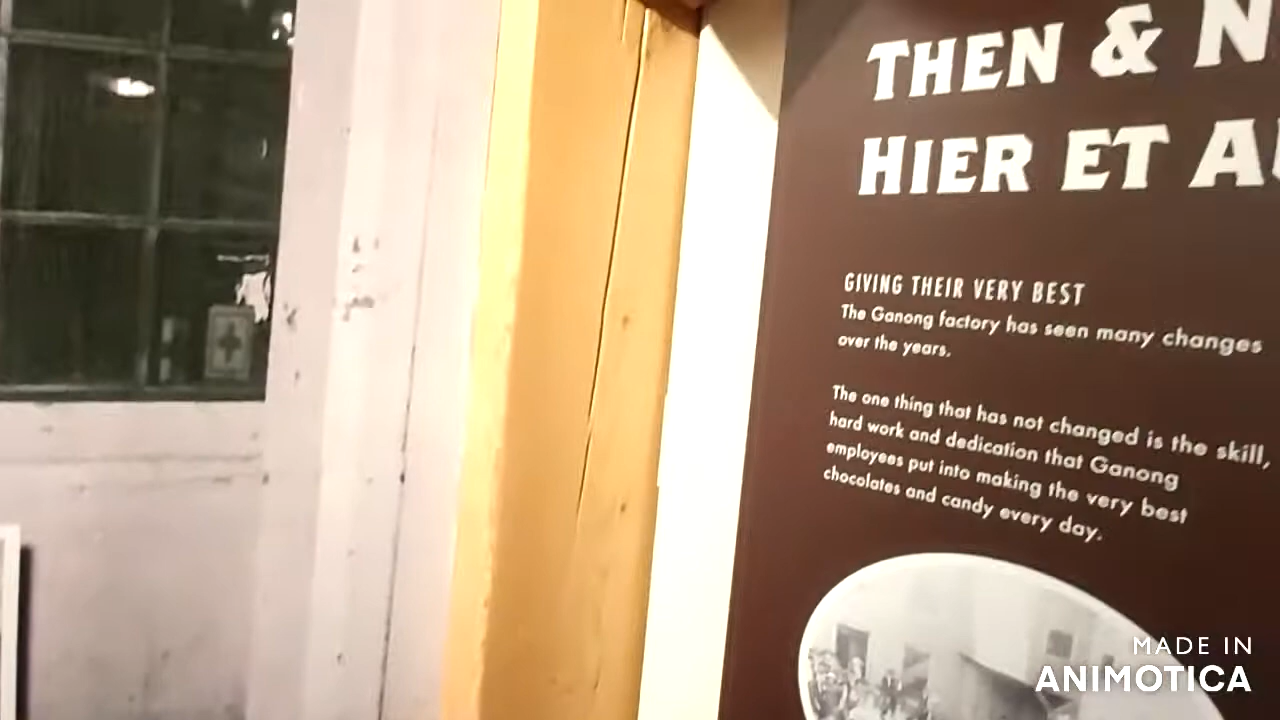 THEN & N
HIER ET AU
GIVING THEIR VERY BEST
The Ganong factory has seen many changes
over the years.
The one thing that has not changed is the skill,
hard work and dedication that Ganong
employees put into making the very best
chocolates and candy every day.
MADE IN
ANIMOTICA